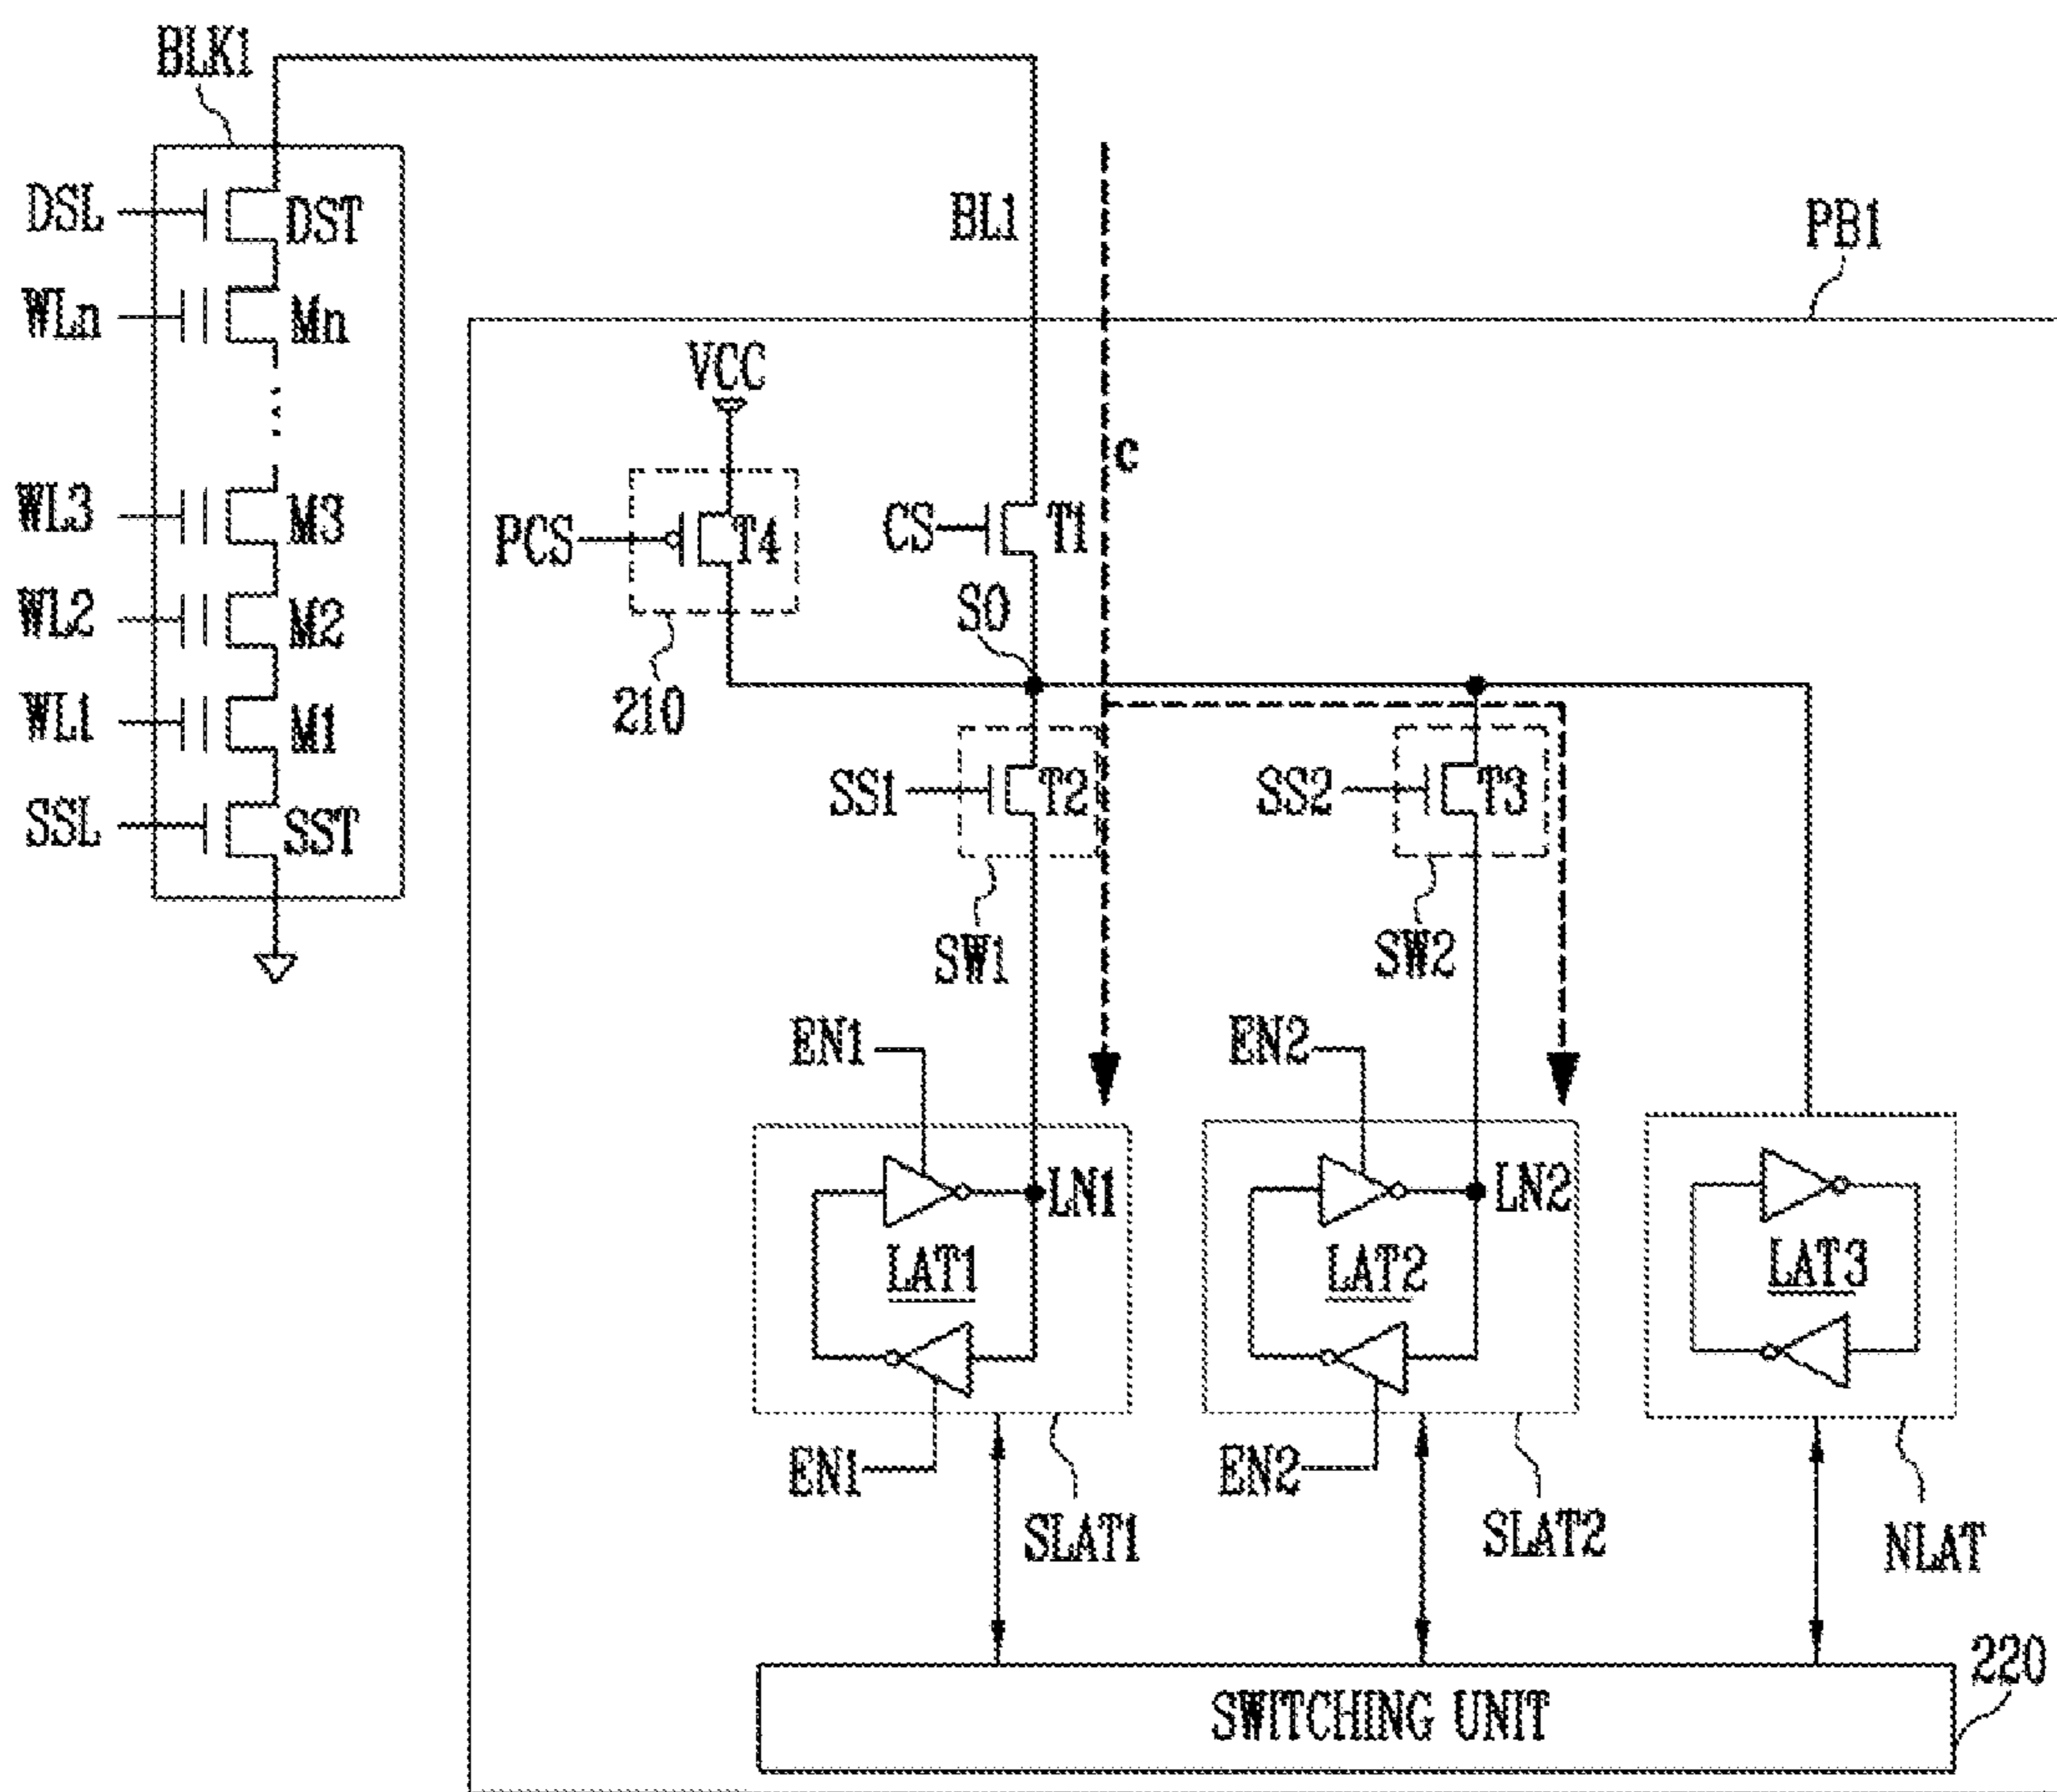 BLK1
DSL
DST
BL1
PB1
WLn
Mn
VCC
C
WL3
M3
PCS
T4
CS
T1
SO
WL2
M2
210
WL1
M1
SS1
T2
SS2
T3
SSL
SST
SW1
SW2
EN1
EN2
LN1
LN2
LAT1
LAT2
LAT3
EN1
EN2
SLAT1
SLAT2
NLAT
220
SWITCHING UNIT